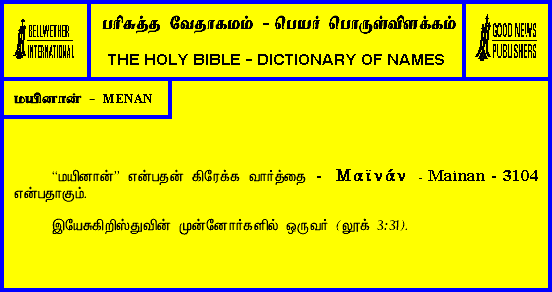 BELLWETHER
INTERNATIONAL
பரிசுத்த வேதாகமம் - பெயர் பொருள்விளக்கம்
THE HOLY BIBLE - DICTIONARY OF NAMES
GOOD NEWS
PUBLISHERS
மயினான் - MENAN
“மயினான்” என்பதன் கிரேக்க வார்த்தை - Μαϊνάν - Mainan - 3104
என்பதாகும்.
இயேசுகிறிஸ்துவின் முன்னோர்களில் ஒருவர் (லூக் 3:31).